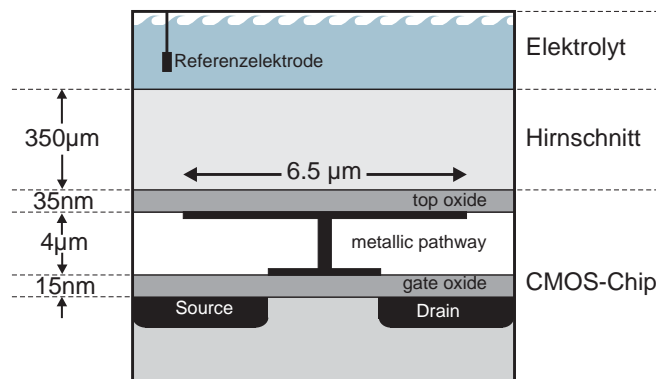 Elektrolyt
Referenzelektrode
350µm
Hirnschnitt
6.5 µm
35nm
top oxide
4µm
metallic pathway
15nm
gate oxide
CMOS-Chip
Source
Drain